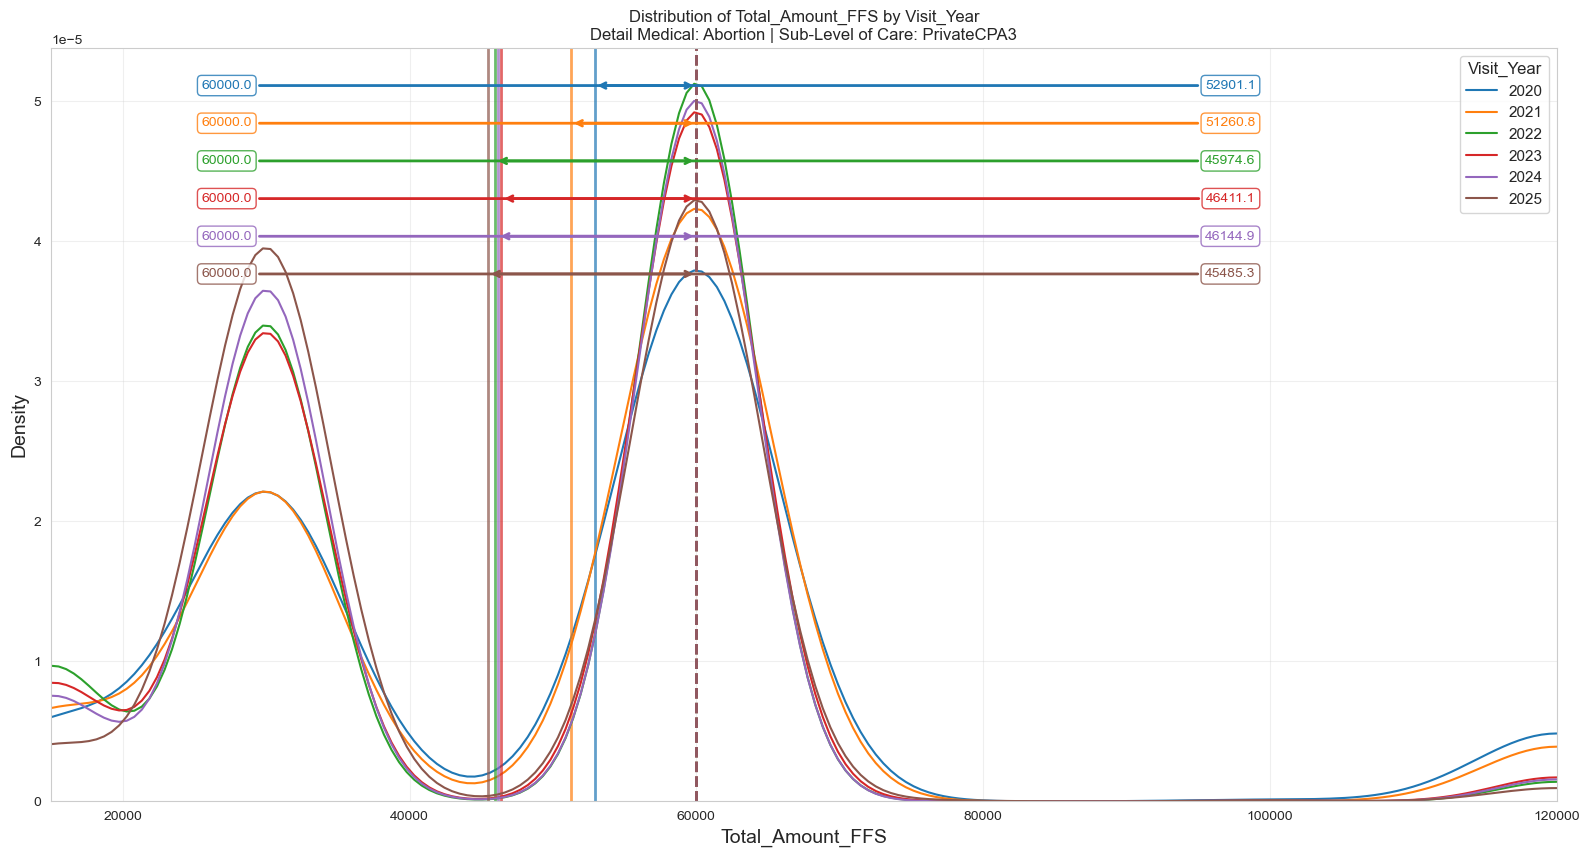 Distribution of Total_Amount_FFS by Visit_Year
Detail Medical: Abortion | Sub-Level of Care: PrivateCPA3
1e−5
Visit_Year
2020
2021
2022
2023
2024
2025
60000.0 52901.1
60000.0 51260.8
60000.0 45974.6
60000.0 46411.1
60000.0 46144.9
60000.0 45485.3
5
4
3
2
1
0
Density
20000 40000 60000 80000 100000 120000
Total_Amount_FFS